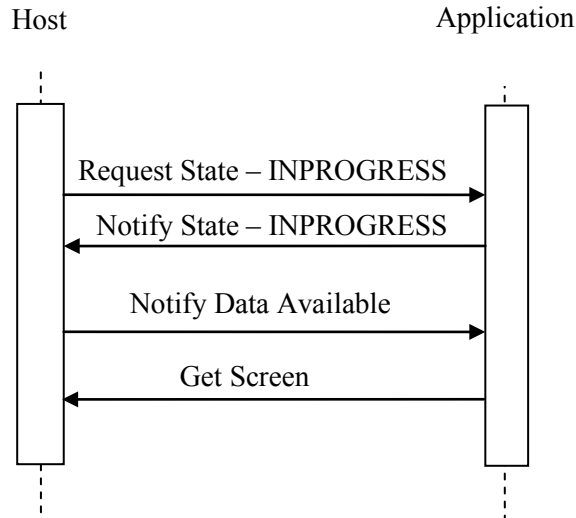 Host
Application
Request State – INPROGRESS
Notify State – INPROGRESS
Notify Data Available
Get Screen